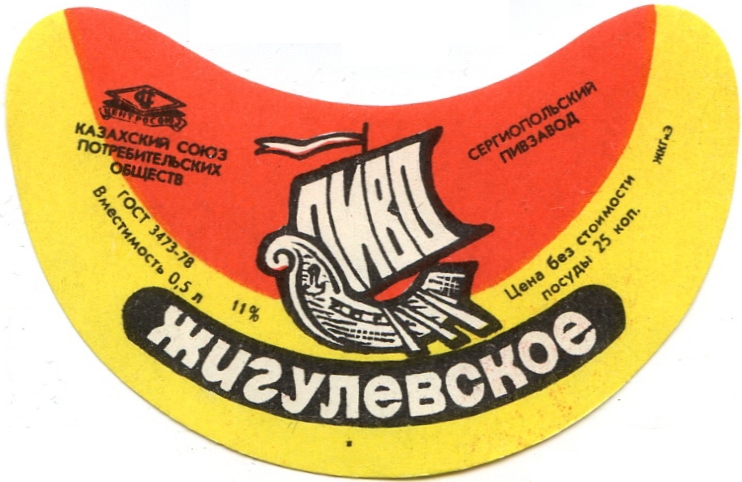 ЦЕНТРОСОЮЗ
КАЗАХСКИЙ СОЮЗ
ПОТРЕБИТЕЛЬСКИХ
ОБЩЕСТВ
ГОСТ 3473-78
Вместимость 0,5 л
11%
ПИВО
СЕРГИОПОЛЬСКИЙ
ПИВЗАВОД
Цена без стоимости
посуды 25 коп.
ЖКГиЭ
Жигулевское